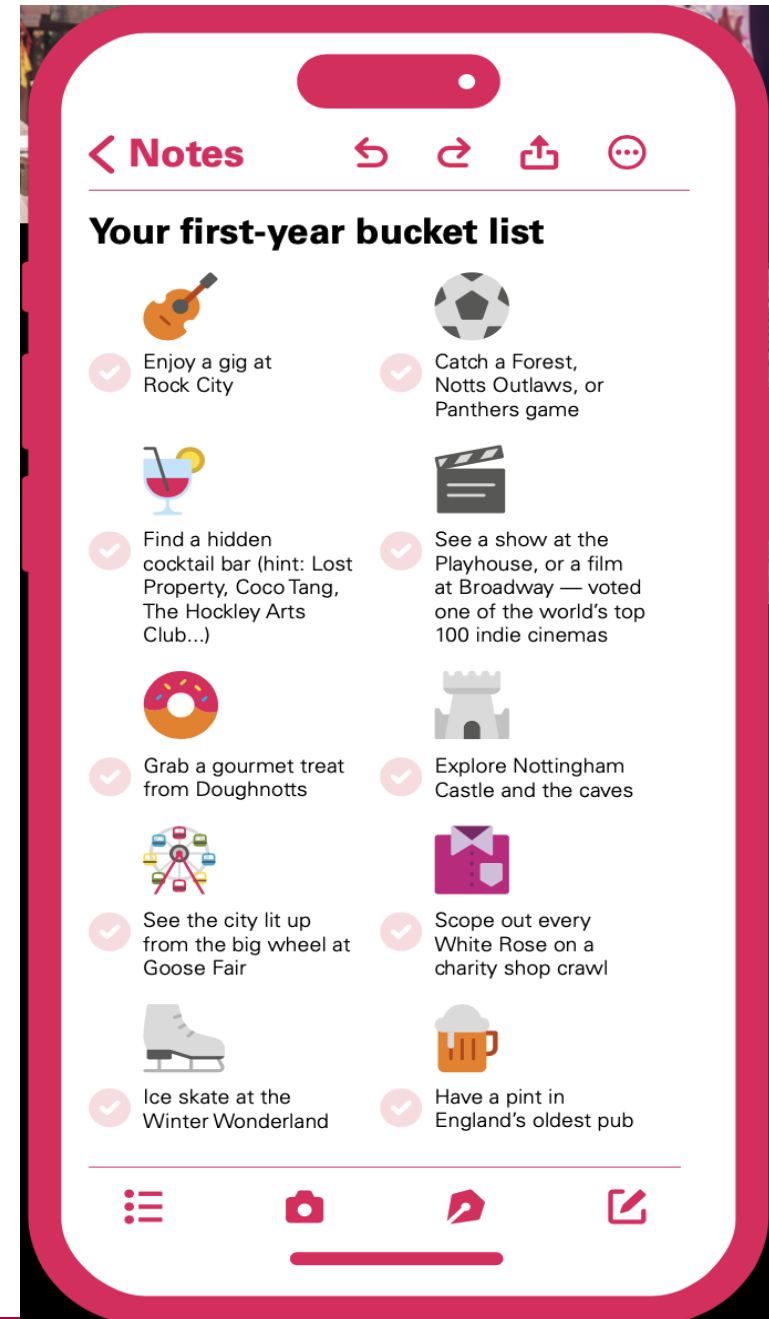 Notes
Your first-year bucket list
Enjoy a gig at
Rock City
Catch a Forest,
Notts Outlaws, or
Panthers game
Find a hidden
cocktail bar (hint: Lost
Property, Coco Tang,
The Hockley Arts
Club...)
See a show at the
Playhouse, or a film
at Broadway — voted
one of the world's top
100 indie cinemas
Grab a gourmet treat
from Doughnotts
Explore Nottingham
Castle and the caves
See the city lit up
from the big wheel at
Goose Fair
Scope out every
White Rose on a
charity shop crawl
Ice skate at the
Winter Wonderland
Have a pint in
England's oldest pub